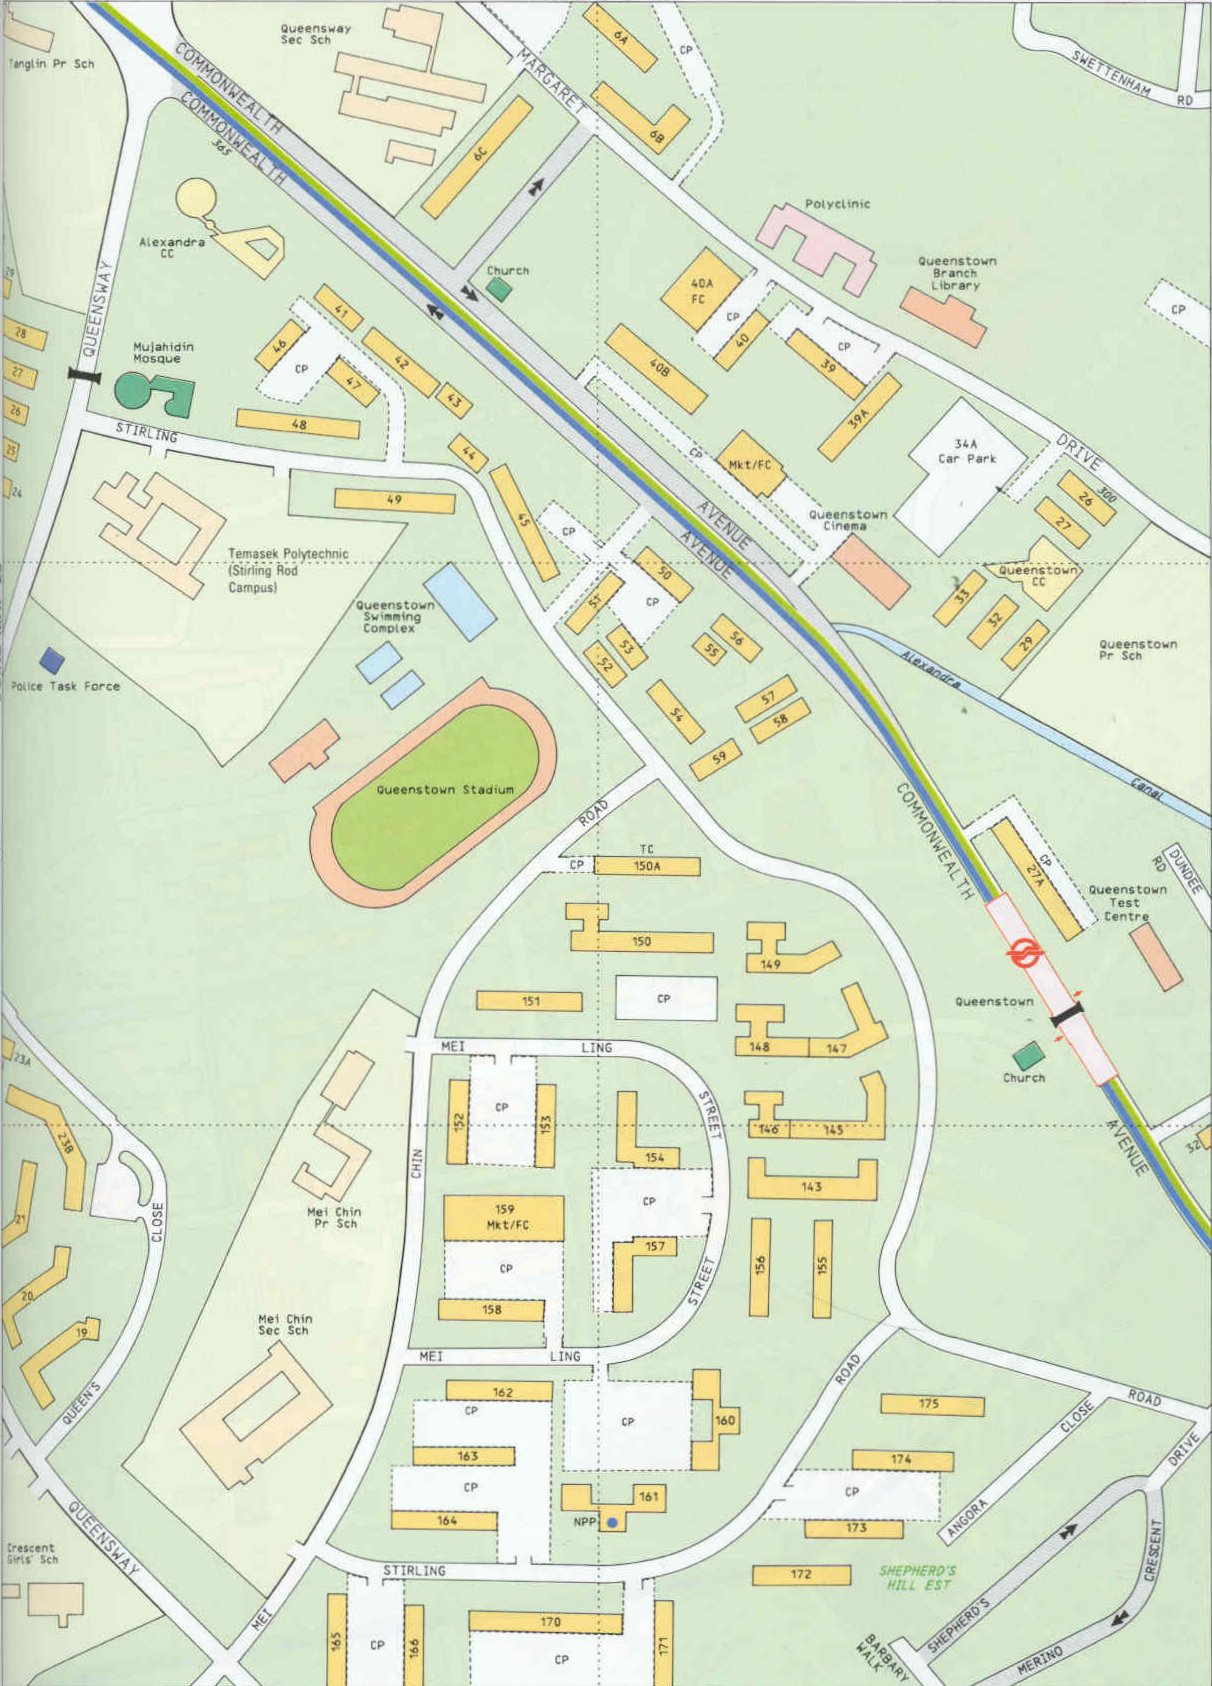 Tanglin Pr Sch
Queensway
Sec Sch
COMMONWEALTH
COMMONWEALTH
365
MARGARET
6A
CP
6B
6C
SWETTENHAM
RD
Alexandra
CC
QUEENSWAY
Church
Polyclinic
Queenstown
Branch
Library
CP
40A
FC
CP
40
CP
39
39A
40B
29
28
27
26
25
24
Mujahidin
Mosque
41
46
CP
42
47
43
48
STIRLING
44
49
45
CP
CP
Mkt/FC
34A
Car Park
DRIVE
300
26
27
AVENUE
AVENUE
Queenstown
Cinema
Queenstown
CC
33
32
29
Queenstown
Pr Sch
Temasek Polytechnic
(Stirling Rod
Campus)
Queenstown
Swimming
Complex
Police Task Force
50
51
CP
53
52
56
55
54
57
58
59
Alexandra
Canal
Queenstown Stadium
ROAD
COMMONWEALTH
TC
CP
150A
CP
27A
DUNDEE
RD
Queenstown
Test
Centre
150
149
151
CP
Queenstown
148
147
Church
MEI
LING
STREET
23A
23B
CP
152
153
146
145
154
AVENUE
32
CHIN
143
CP
159
Mkt/FC
Mei Chin
Pr Sch
CLOSE
21
157
CP
156
155
STREET
158
20
19
Mei Chin
Sec Sch
MEI
LING
162
CP
163
CP
160
ROAD
175
CLOSE
ROAD
QUEEN'S
174
CP
DRIVE
CP
164
161
NPP
173
ANGORA
QUEENSWAY
Crescent
Girls' Sch
STIRLING
172
SHEPHERD'S
HILL EST
CRESCENT
MEI
165
CP
166
170
CP
171
SHEPHERD'S
BARBARY
WALK
MERINO